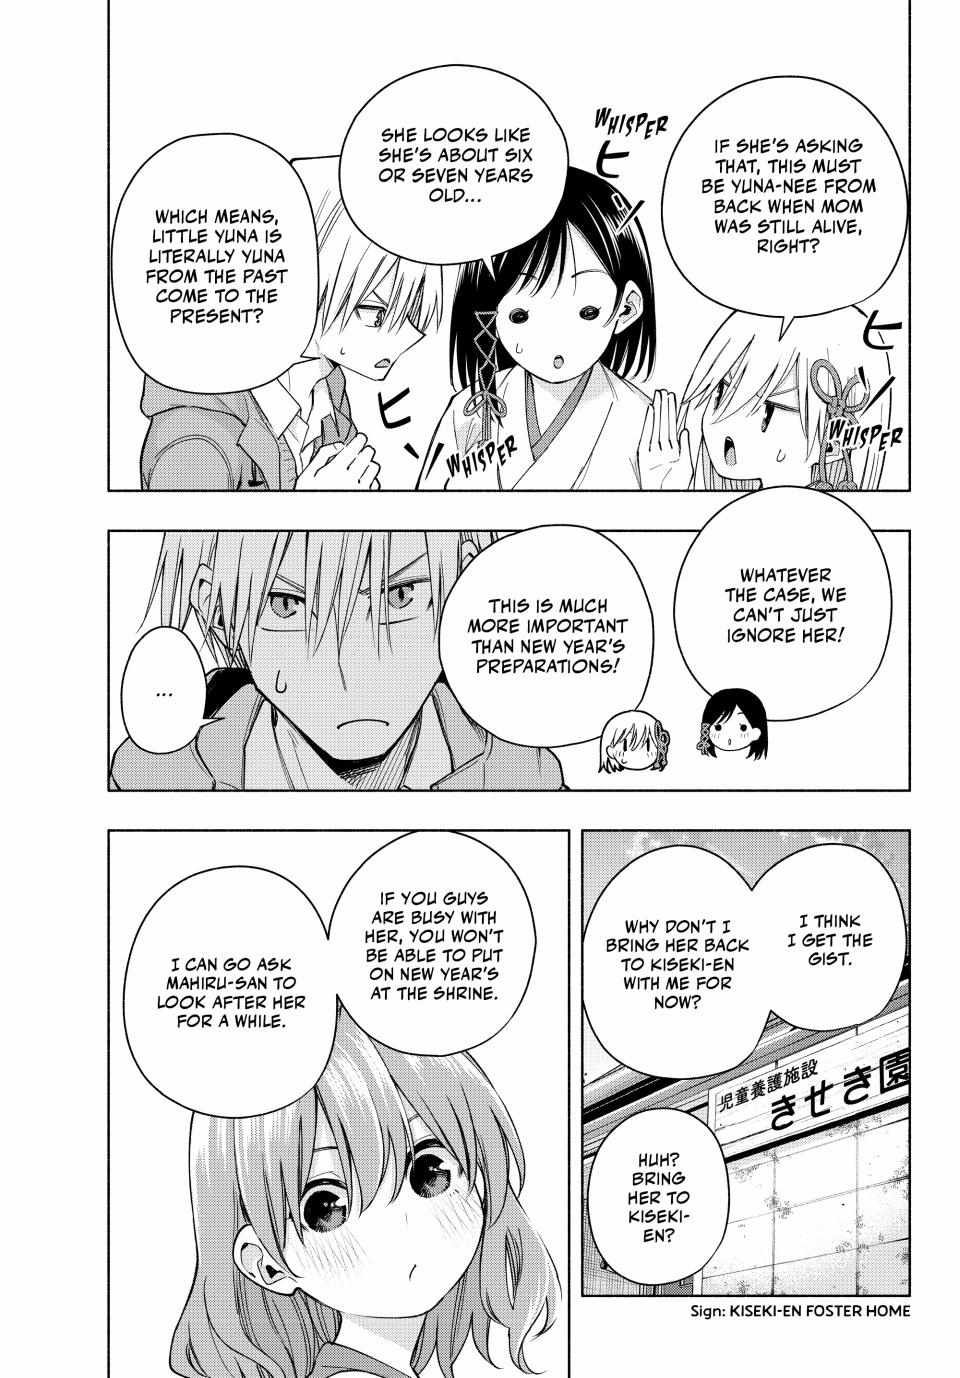 IF SHE'S ASKING
THAT, THIS MUST
BE YUNA-NEE FROM
BACK WHEN MOM
WAS STILL ALIVE,
RIGHT?
WHISPER
ヒ
SHE LOOKS LIKE
SHE'S ABOUT SIX
OR SEVEN YEARS
OLD...
ヒソ
WHISPER
WHICH MEANS,
LITTLE YUNA IS
LITERALLY YUNA
FROM THE PAST
COME TO THE
PRESENT?
ヒソ
WHISPER
WHATEVER
THE CASE, WE
CAN'T JUST
IGNORE HER!
THIS IS MUCH
MORE IMPORTANT
THAN NEW YEAR'S
PREPARATIONS!
...
I THINK
I GET THE
GIST.
WHY DON'T I
BRING HER BACK
TO KISEKI-EN
WITH ME FOR
NOW?
児童養護施設
きせき園
HUH?
BRING
HER TO
KISEKI-
EN?
Sign: KISEKI-EN FOSTER HOME
IF YOU GUYS
ARE BUSY WITH
HER, YOU WON'T
BE ABLE TO PUT
ON NEW YEAR'S
AT THE SHRINE.
I CAN GO ASK
MAHIRU-SAN TO
LOOK AFTER HER
FOR A WHILE.